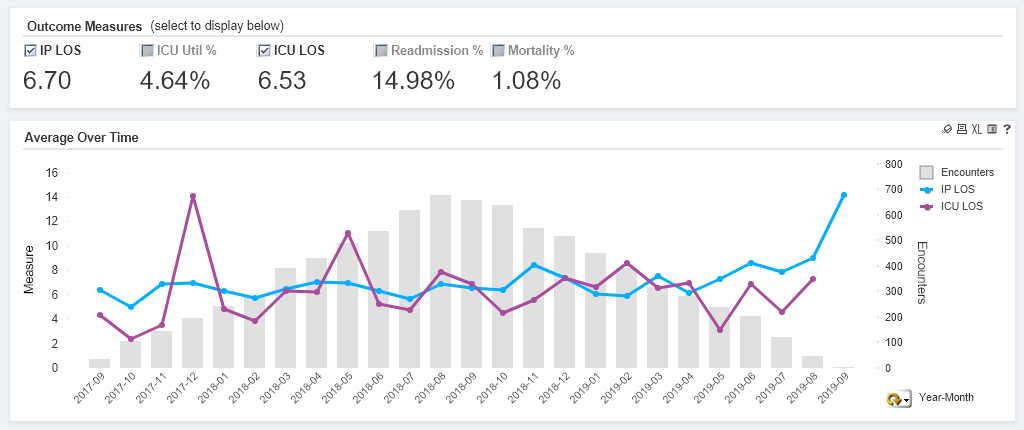 Outcome Measures (select to display below)
IP LOS ICU Util % ICU LOS Readmission % Mortality %
6.70 4.64% 6.53 14.98% 1.08%
Average Over Time
XL ?
Measure
16
14
12
10
8
6
4
2
0
800
700
600
500
400
300
200
100
0
Encounters
Encounters
IP LOS
ICU LOS
2017-09 2017-10 2017-11 2017-12 2018-01 2018-02 2018-03 2018-04 2018-05 2018-06 2018-07 2018-08 2018-09 2018-10 2018-11 2018-12 2019-01 2019-02 2019-03 2019-04 2019-05 2019-06 2019-07 2019-08 2019-09
Year-Month